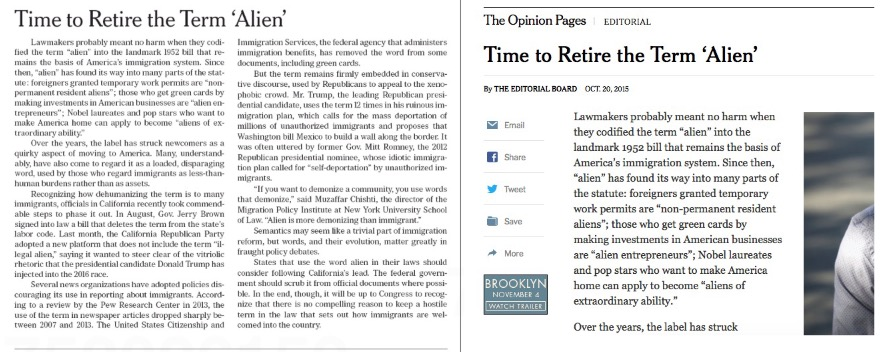 Time to Retire the Term ‘Alien’
Lawmakers probably meant no harm when they codi-
fied the term “alien” into the landmark 1952 bill that re-
mains the basis of America’s immigration system. Since
then, “alien” has found its way into many parts of the stat-
ute: foreigners granted temporary work permits are “non-
permanent resident aliens”; those who get green cards by
making investments in American businesses are “alien en-
trepreneurs”; Nobel laureates and pop stars who want to
make America home can apply to become “aliens of ex-
traordinary ability.”
Over the years, the label has struck newcomers as a
quirky aspect of moving to America. Many, understand-
ably, have also come to regard it as a loaded, disparaging
word, used by those who regard immigrants as less-than-
human burdens rather than as assets.
Recognizing how dehumanizing the term is to many
immigrants, officials in California recently took commend-
able steps to phase it out. In August, Gov. Jerry Brown
signed into law a bill that deletes the term from the state’s
labor code. Last month, the California Republican Party
adopted a new platform that does not include the term “il-
legal alien,” saying it wanted to steer clear of the vitriolic
rhetoric that the presidential candidate Donald Trump has
injected into the 2016 race.
Several news organizations have adopted policies dis-
couraging its use in reporting about immigrants. Accord-
ing to a review by the Pew Research Center in 2013, the
use of the term in newspaper articles dropped sharply be-
tween 2007 and 2013. The United States Citizenship and
Immigration Services, the federal agency that administers
immigration benefits, has removed the word from some
documents, including green cards.
But the term remains firmly embedded in conserva-
tive discourse, used by Republicans to appeal to the xeno-
phobic crowd. Mr. Trump, the leading Republican presi-
dential candidate, uses the term 12 times in his ruinous im-
migration plan, which calls for the mass deportation of
millions of unauthorized immigrants and proposes that
Washington bill Mexico to build a wall along the border. It
was often uttered by former Gov. Mitt Romney, the 2012
Republican presidential nominee, whose idiotic immigra-
tion plan called for “self-deportation” by unauthorized im-
migrants.
“If you want to demonize a community, you use words
that demonize,” said Muzaffar Chishti, the director of the
Migration Policy Institute at New York University School
of Law. “Alien is more demonizing than immigrant.”
Semantics may seem like a trivial part of immigration
reform, but words, and their evolution, matter greatly in
fraught policy debates.
States that use the word alien in their laws should
consider following California’s lead. The federal govern-
ment should scrub it from official documents where possi-
ble. In the end, though, it will be up to Congress to recog-
nize that there is no compelling reason to keep a hostile
term in the law that sets out how immigrants are wel-
comed into the country.
The Opinion Pages | EDITORIAL
Time to Retire the Term ‘Alien’
By THE EDITORIAL BOARD OCT. 20, 2015
Email
Share
Tweet
Save
More
BROOKLYN
NOVEMBER 4
WATCH TRAILER
Lawmakers probably meant no harm when
they codified the term “alien” into the
landmark 1952 bill that remains the basis of
America’s immigration system. Since then,
“alien” has found its way into many parts of
the statute: foreigners granted temporary
work permits are “non-permanent resident
aliens”; those who get green cards by
making investments in American businesses
are “alien entrepreneurs”; Nobel laureates
and pop stars who want to make America
home can apply to become “aliens of
extraordinary ability.”
Over the years, the label has struck